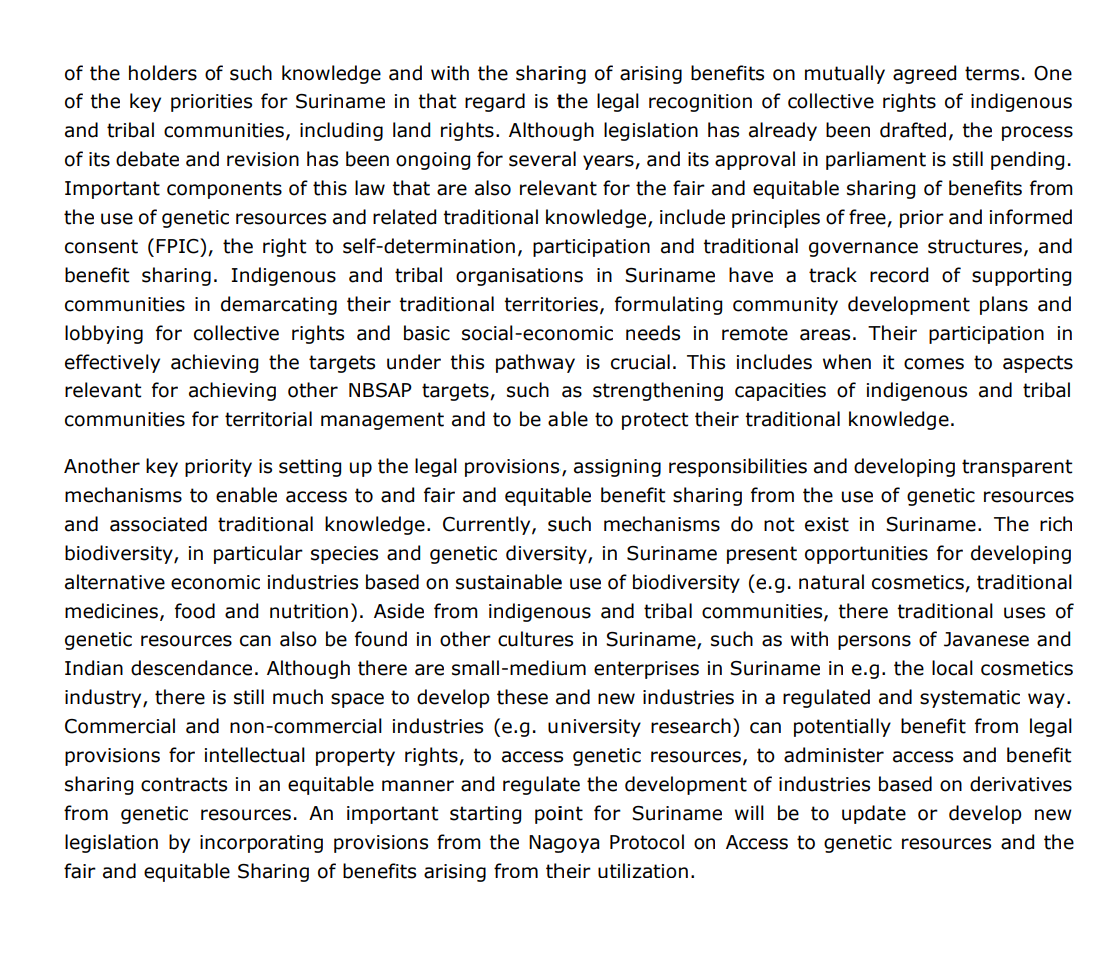 of the holders of such knowledge and with the sharing of arising benefits on mutually agreed terms. One
of the key priorities for Suriname in that regard is the legal recognition of collective rights of indigenous
and tribal communities, including land rights. Although legislation has already been drafted, the process
of its debate and revision has been ongoing for several years, and its approval in parliament is still pending.
Important components of this law that are also relevant for the fair and equitable sharing of benefits from
the use of genetic resources and related traditional knowledge, include principles of free, prior and informed
consent (FPIC), the right to self-determination, participation and traditional governance structures, and
benefit sharing. Indigenous and tribal organisations in Suriname have a track record of supporting
communities in demarcating their traditional territories, formulating community development plans and
lobbying for collective rights and basic social-economic needs in remote areas. Their participation in
effectively achieving the targets under this pathway is crucial. This includes when it comes to aspects
relevant for achieving other NBSAP targets, such as strengthening capacities of indigenous and tribal
communities for territorial management and to be able to protect their traditional knowledge.
Another key priority is setting up the legal provisions, assigning responsibilities and developing transparent
mechanisms to enable access to and fair and equitable benefit sharing from the use of genetic resources
and associated traditional knowledge. Currently, such mechanisms do not exist in Suriname. The rich
biodiversity, in particular species and genetic diversity, in Suriname present opportunities for developing
alternative economic industries based on sustainable use of biodiversity (e.g. natural cosmetics, traditional
medicines, food and nutrition). Aside from indigenous and tribal communities, there traditional uses of
genetic resources can also be found in other cultures in Suriname, such as with persons of Javanese and
Indian descendance. Although there are small-medium enterprises in Suriname in e.g. the local cosmetics
industry, there is still much space to develop these and new industries in a regulated and systematic way.
Commercial and non-commercial industries (e.g. university research) can potentially benefit from legal
provisions for intellectual property rights, to access genetic resources, to administer access and benefit
sharing contracts in an equitable manner and regulate the development of industries based on derivatives
from genetic resources. An important starting point for Suriname will be to update or develop new
legislation by incorporating provisions from the Nagoya Protocol on Access to genetic resources and the
fair and equitable Sharing of benefits arising from their utilization.